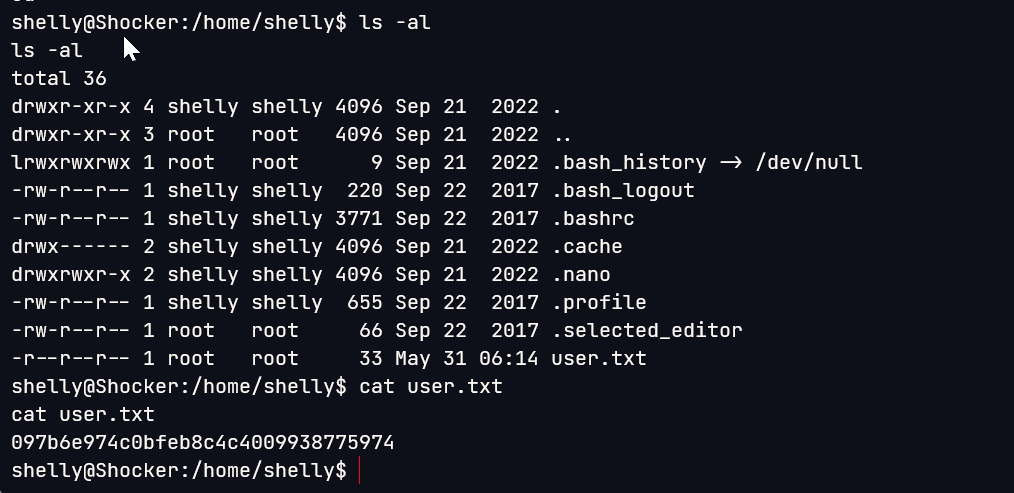 shelly@Shocker:/home/shelly$ ls -al
ls -al
total 36
drwxr-xr-x 4 shelly shelly 4096 Sep 21  2022 .
drwxr-xr-x 3 root   root   4096 Sep 21  2022 ..
lrwxrwxrwx 1 root   root      9 Sep 21  2022 .bash_history -> /dev/null
-rw-r--r-- 1 shelly shelly  220 Sep 22  2017 .bash_logout
-rw-r--r-- 1 shelly shelly 3771 Sep 22  2017 .bashrc
drwx------ 2 shelly shelly 4096 Sep 21  2022 .cache
drwxrwxr-x 2 shelly shelly 4096 Sep 21  2022 .nano
-rw-r--r-- 1 shelly shelly  655 Sep 22  2017 .profile
-rw-r--r-- 1 root   root     66 Sep 22  2017 .selected_editor
-r--r--r-- 1 root   root     33 May 31 06:14 user.txt
shelly@Shocker:/home/shelly$ cat user.txt
cat user.txt
097b6e974c0bfeb8c4c4009938775974
shelly@Shocker:/home/shelly$